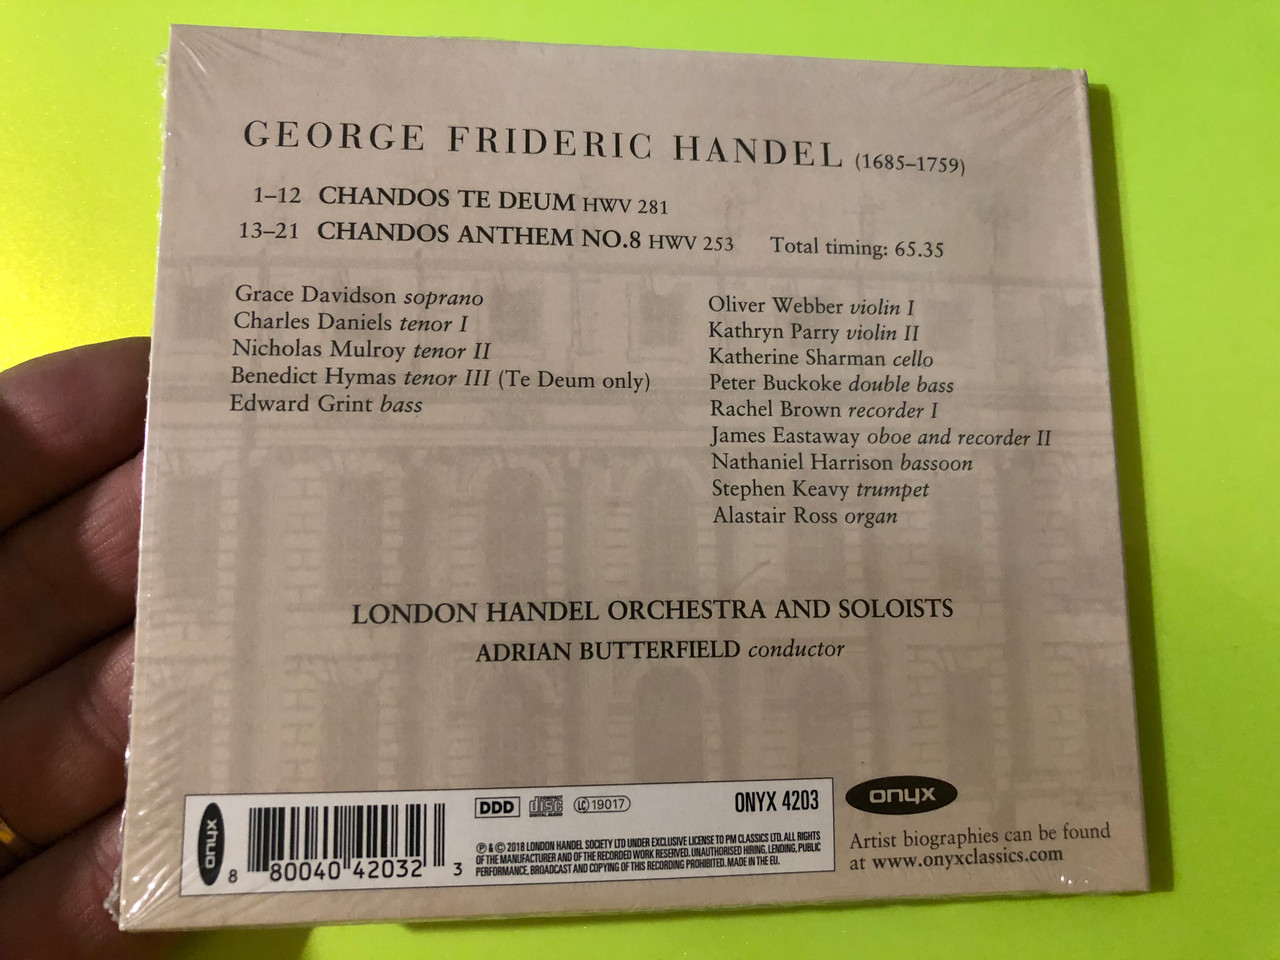 GEORGE FRIDERIC HANDEL (1685–1759)
1–12 CHANDOS TE DEUM HWV 281
13–21 CHANDOS ANTHEM NO.8 HWV 253 Total timing: 65.35
Grace Davidson soprano
Charles Daniels tenor I
Nicholas Mulroy tenor II
Benedict Hymas tenor III (Te Deum only)
Edward Grint bass
Oliver Webber violin I
Kathryn Parry violin II
Katherine Sharman cello
Peter Buckoke double bass
Rachel Brown recorder I
James Eastaway oboe and recorder II
Nathaniel Harrison bassoon
Stephen Keavy trumpet
Alastair Ross organ
LONDON HANDEL ORCHESTRA AND SOLOISTS
ADRIAN BUTTERFIELD conductor
onyx
8 80040 42032 3
DDD COMPACT disc DIGITAL AUDIO LC 19017
ONYX 4203
℗ & © 2018 LONDON HANDEL SOCIETY LTD UNDER EXCLUSIVE LICENSE TO PM CLASSICS LTD. ALL RIGHTS
OF THE MANUFACTURER AND OF THE RECORDED WORK RESERVED. UNAUTHORISED HIRING, LENDING, PUBLIC
PERFORMANCE, BROADCAST AND COPYING OF THIS RECORDING PROHIBITED. MADE IN THE EU.
onyx
Artist biographies can be found
at www.onyxclassics.com